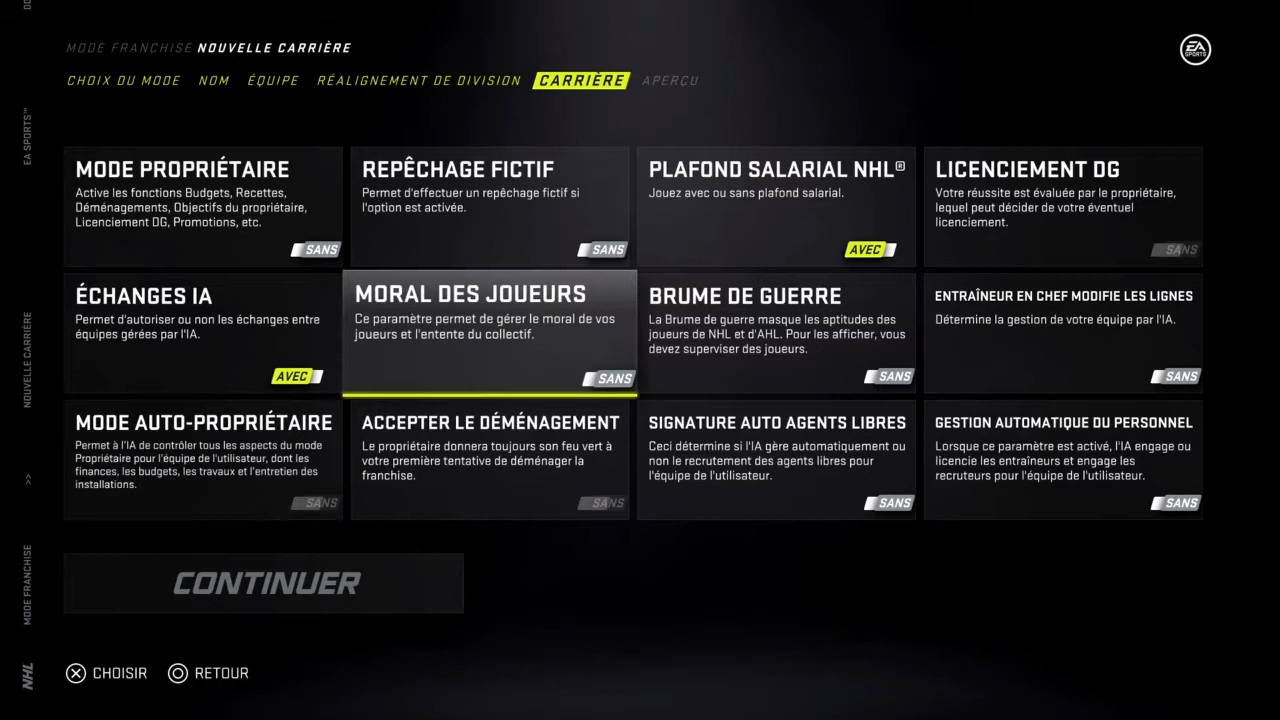 MODE FRANCHISE NOUVELLE CARRIÈRE
CHOIX DU MODE NOM ÉQUIPE RÉALIGNEMENT DE DIVISION CARRIÈRE APERÇU
EA SPORTS
MODE PROPRIÉTAIRE
Active les fonctions Budgets, Recettes,
Déménagements, Objectifs du propriétaire,
Licenciement DG, Promotions, etc.
SANS
REPÊCHAGE FICTIF
Permet d'effectuer un repêchage fictif si
l'option est activée.
SANS
PLAFOND SALARIAL NHL®
Jouez avec ou sans plafond salarial.
AVEC
LICENCIEMENT DG
Votre réussite est évaluée par le propriétaire,
lequel peut décider de votre éventuel
licenciement.
SANS
ÉCHANGES IA
Permet d'autoriser ou non les échanges entre
équipes gérées par l'IA.
AVEC
MORAL DES JOUEURS
Ce paramètre permet de gérer le moral de vos
joueurs et l'entente du collectif.
SANS
BRUME DE GUERRE
La Brume de guerre masque les aptitudes des
joueurs de NHL et d'AHL. Pour les afficher, vous
devez superviser des joueurs.
SANS
ENTRAÎNEUR EN CHEF MODIFIE LES LIGNES
Détermine la gestion de votre équipe par l'IA.
SANS
MODE AUTO-PROPRIÉTAIRE
Permet à l'IA de contrôler tous les aspects du mode
Propriétaire pour l'équipe de l'utilisateur, dont les
finances, les budgets, les travaux et l'entretien des
installations.
SANS
ACCEPTER LE DÉMÉNAGEMENT
Le propriétaire donnera toujours son feu vert à
votre première tentative de déménager la
franchise.
SANS
SIGNATURE AUTO AGENTS LIBRES
Ceci détermine si l'IA gère automatiquement ou
non le recrutement des agents libres pour
l'équipe de l'utilisateur.
SANS
GESTION AUTOMATIQUE DU PERSONNEL
Lorsque ce paramètre est activé, l'IA engage ou
licencie les entraîneurs et engage les
recruteurs pour l'équipe de l'utilisateur.
SANS
CONTINUER
CHOISIR RETOUR
NHL MODE FRANCHISE >> NOUVELLE CARRIÈRE EA SPORTS™